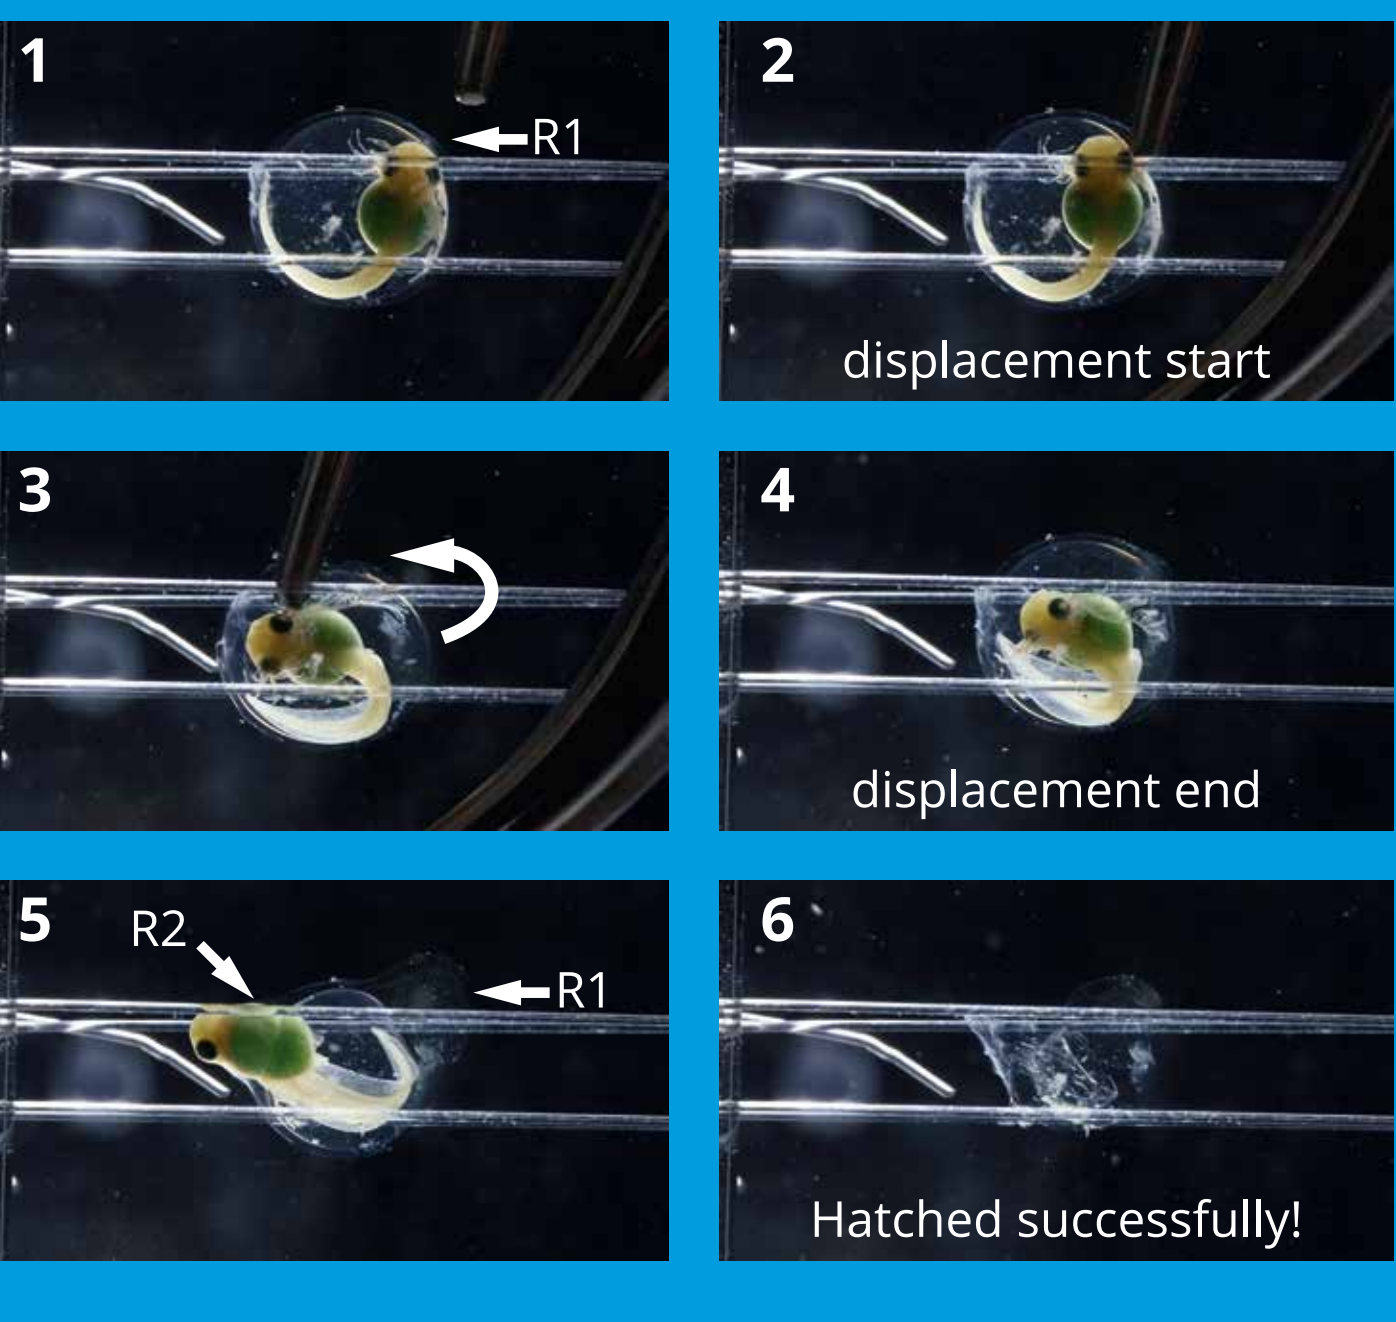 1
R1
2
displacement start
3
4
displacement end
5
R2
R1
6
Hatched successfully!